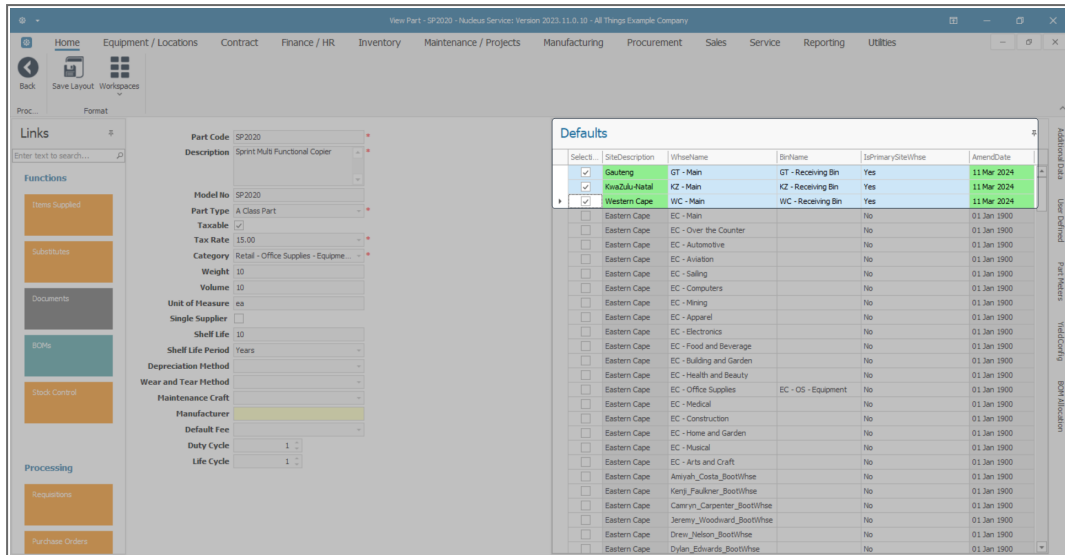 View Part - SP2020 - Nucleus Service: Version 2023.11.0.10 - All Things Example Company
Home Equipment / Locations Contract Finance / HR Inventory Maintenance / Projects Manufacturing Procurement Sales Service Reporting Utilities
Back Save Layout Workspaces
Proc... Format
Links
Enter text to search...
Functions
Items Supplied
Substitutes
Documents
BOMs
Stock Control
Processing
Requisitions
Purchase Orders
Part Code SP2020 *
Description Sprint Multi Functional Copier *
Model No SP2020
Part Type A Class Part *
Taxable
Tax Rate 15.00 *
Category Retail - Office Supplies - Equipme... *
Weight 10
Volume 10
Unit of Measure ea
Single Supplier
Shelf Life 10
Shelf Life Period Years
Depreciation Method
Wear and Tear Method
Maintenance Craft
Manufacturer
Default Fee
Duty Cycle 1
Life Cycle 1
Defaults
Selecti... SiteDescription WhseName BinName IsPrimarySiteWhse AmendDate
Gauteng GT - Main GT - Receiving Bin Yes 11 Mar 2024
KwaZulu-Natal KZ - Main KZ - Receiving Bin Yes 11 Mar 2024
Western Cape WC - Main WC - Receiving Bin Yes 11 Mar 2024
Eastern Cape EC - Main No 01 Jan 1900
Eastern Cape EC - Over the Counter No 01 Jan 1900
Eastern Cape EC - Automotive No 01 Jan 1900
Eastern Cape EC - Aviation No 01 Jan 1900
Eastern Cape EC - Sailing No 01 Jan 1900
Eastern Cape EC - Computers No 01 Jan 1900
Eastern Cape EC - Mining No 01 Jan 1900
Eastern Cape EC - Apparel No 01 Jan 1900
Eastern Cape EC - Electronics No 01 Jan 1900
Eastern Cape EC - Food and Beverage No 01 Jan 1900
Eastern Cape EC - Building and Garden No 01 Jan 1900
Eastern Cape EC - Health and Beauty No 01 Jan 1900
Eastern Cape EC - Office Supplies EC - OS - Equipment No 01 Jan 1900
Eastern Cape EC - Medical No 01 Jan 1900
Eastern Cape EC - Construction No 01 Jan 1900
Eastern Cape EC - Home and Garden No 01 Jan 1900
Eastern Cape EC - Musical No 01 Jan 1900
Eastern Cape EC - Arts and Craft No 01 Jan 1900
Eastern Cape Amiyah_Costa_BootWhse No 01 Jan 1900
Eastern Cape Kenji_Faulkner_BootWhse No 01 Jan 1900
Eastern Cape Camryn_Carpenter_BootWhse No 01 Jan 1900
Eastern Cape Jeremy_Woodward_BootWhse No 01 Jan 1900
Eastern Cape Drew_Nelson_BootWhse No 01 Jan 1900
Eastern Cape Dylan_Edwards_BootWhse No 01 Jan 1900
Additional Data
User Defined
Part Meters
YieldConfig
BOM Allocation